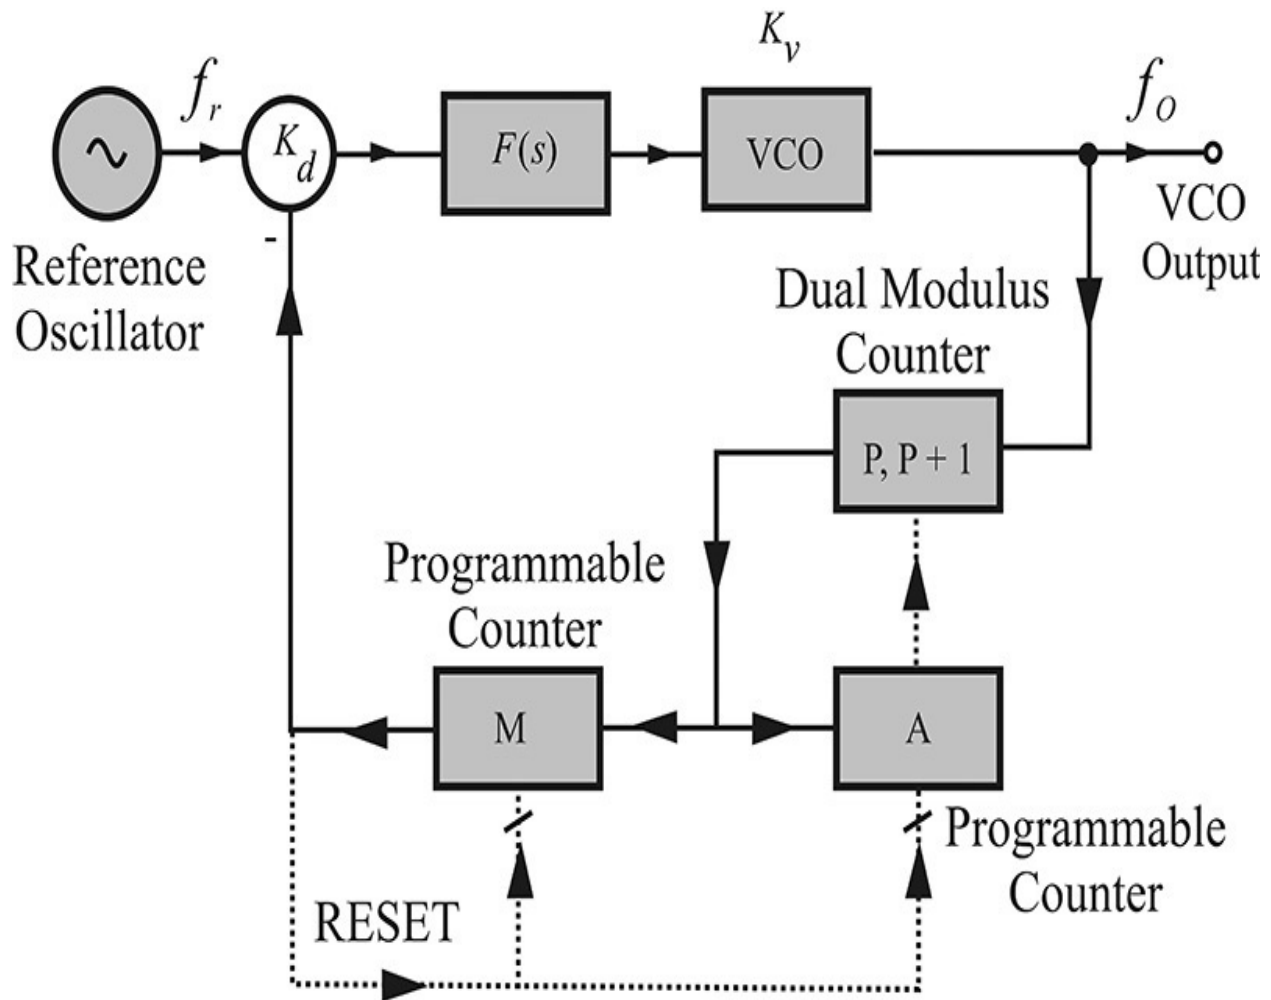 K_v
f_r
K_d
F(s)
VCO
f_O
-
VCO
Output
Reference
Oscillator
Dual Modulus
Counter
P, P + 1
Programmable
Counter
M
A
Programmable
Counter
RESET